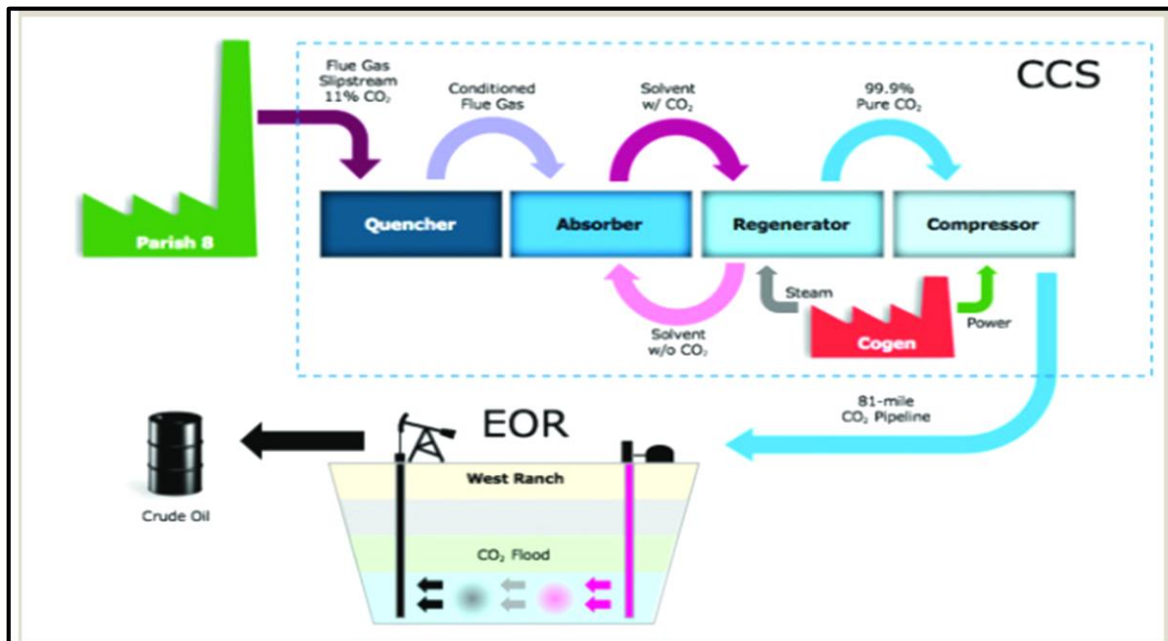 Flue Gas
Slipstream
11% CO₂
Conditioned
Flue Gas
Solvent
w/ CO₂
99.9%
Pure CO₂
CCS
Parish 8
Quencher
Absorber
Regenerator
Compressor
Steam
Cogen
Power
Solvent
w/o CO₂
81-mile
CO₂ Pipeline
EOR
West Ranch
Crude Oil
CO₂ Flood